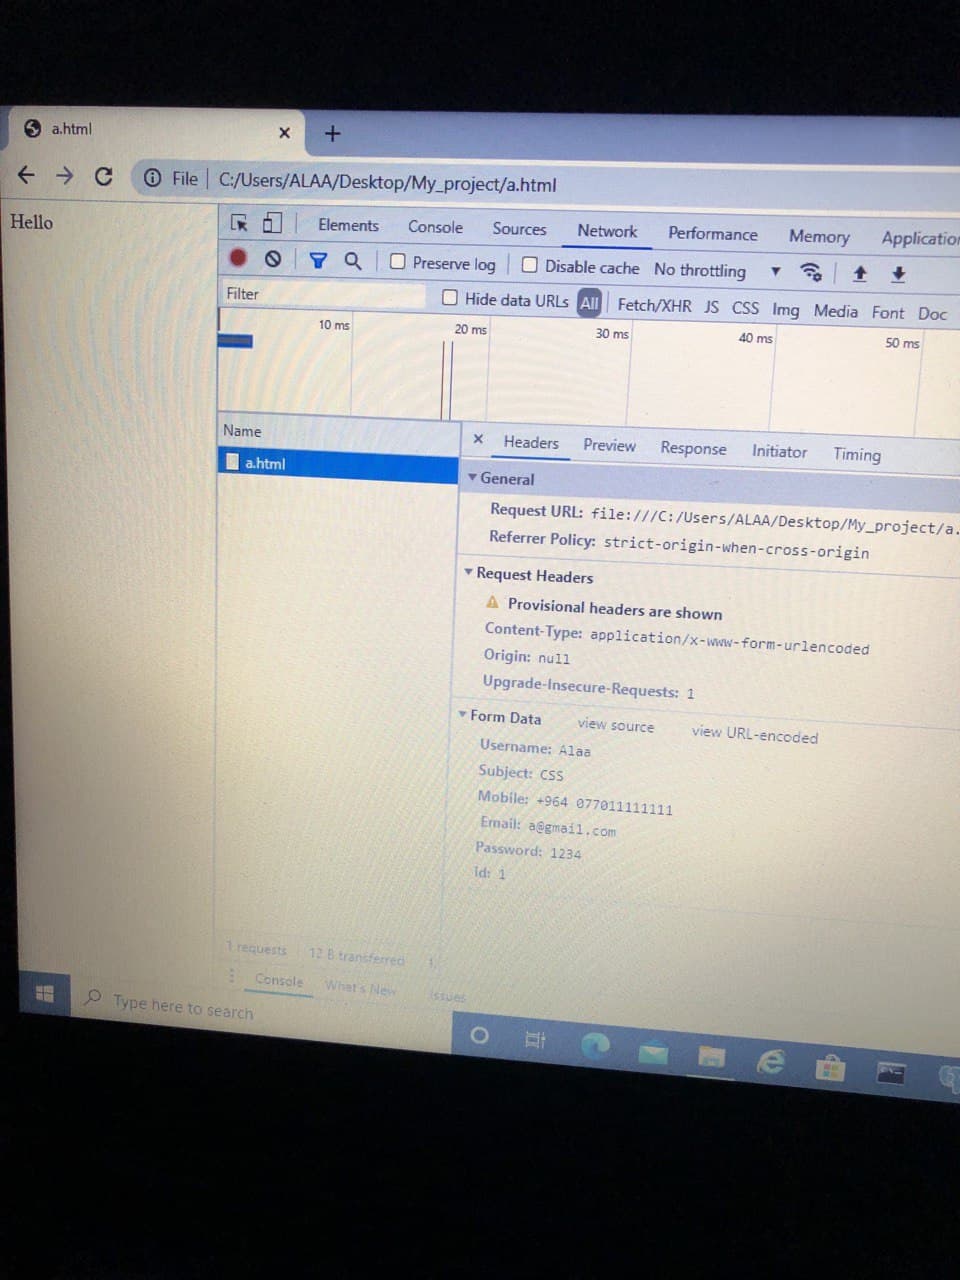 a.html
File C:/Users/ALAA/Desktop/My_project/a.html
Hello
Elements Console Sources Network Performance Memory Application
Preserve log Disable cache No throttling
Filter Hide data URLs All Fetch/XHR JS CSS Img Media Font Doc
10 ms 20 ms 30 ms 40 ms 50 ms
Name
Headers Preview Response Initiator Timing
a.html
General
Request URL: file:///C:/Users/ALAA/Desktop/My_project/a.
Referrer Policy: strict-origin-when-cross-origin
Request Headers
Provisional headers are shown
Content-Type: application/x-www-form-urlencoded
Origin: null
Upgrade-Insecure-Requests: 1
Form Data view source view URL-encoded
Username: Alaa
Subject: CSS
Mobile: +964 077011111111
Email: a@gmail.com
Password: 1234
id: 1
1 requests 12 B transferred
Console What's New Issues
Type here to search